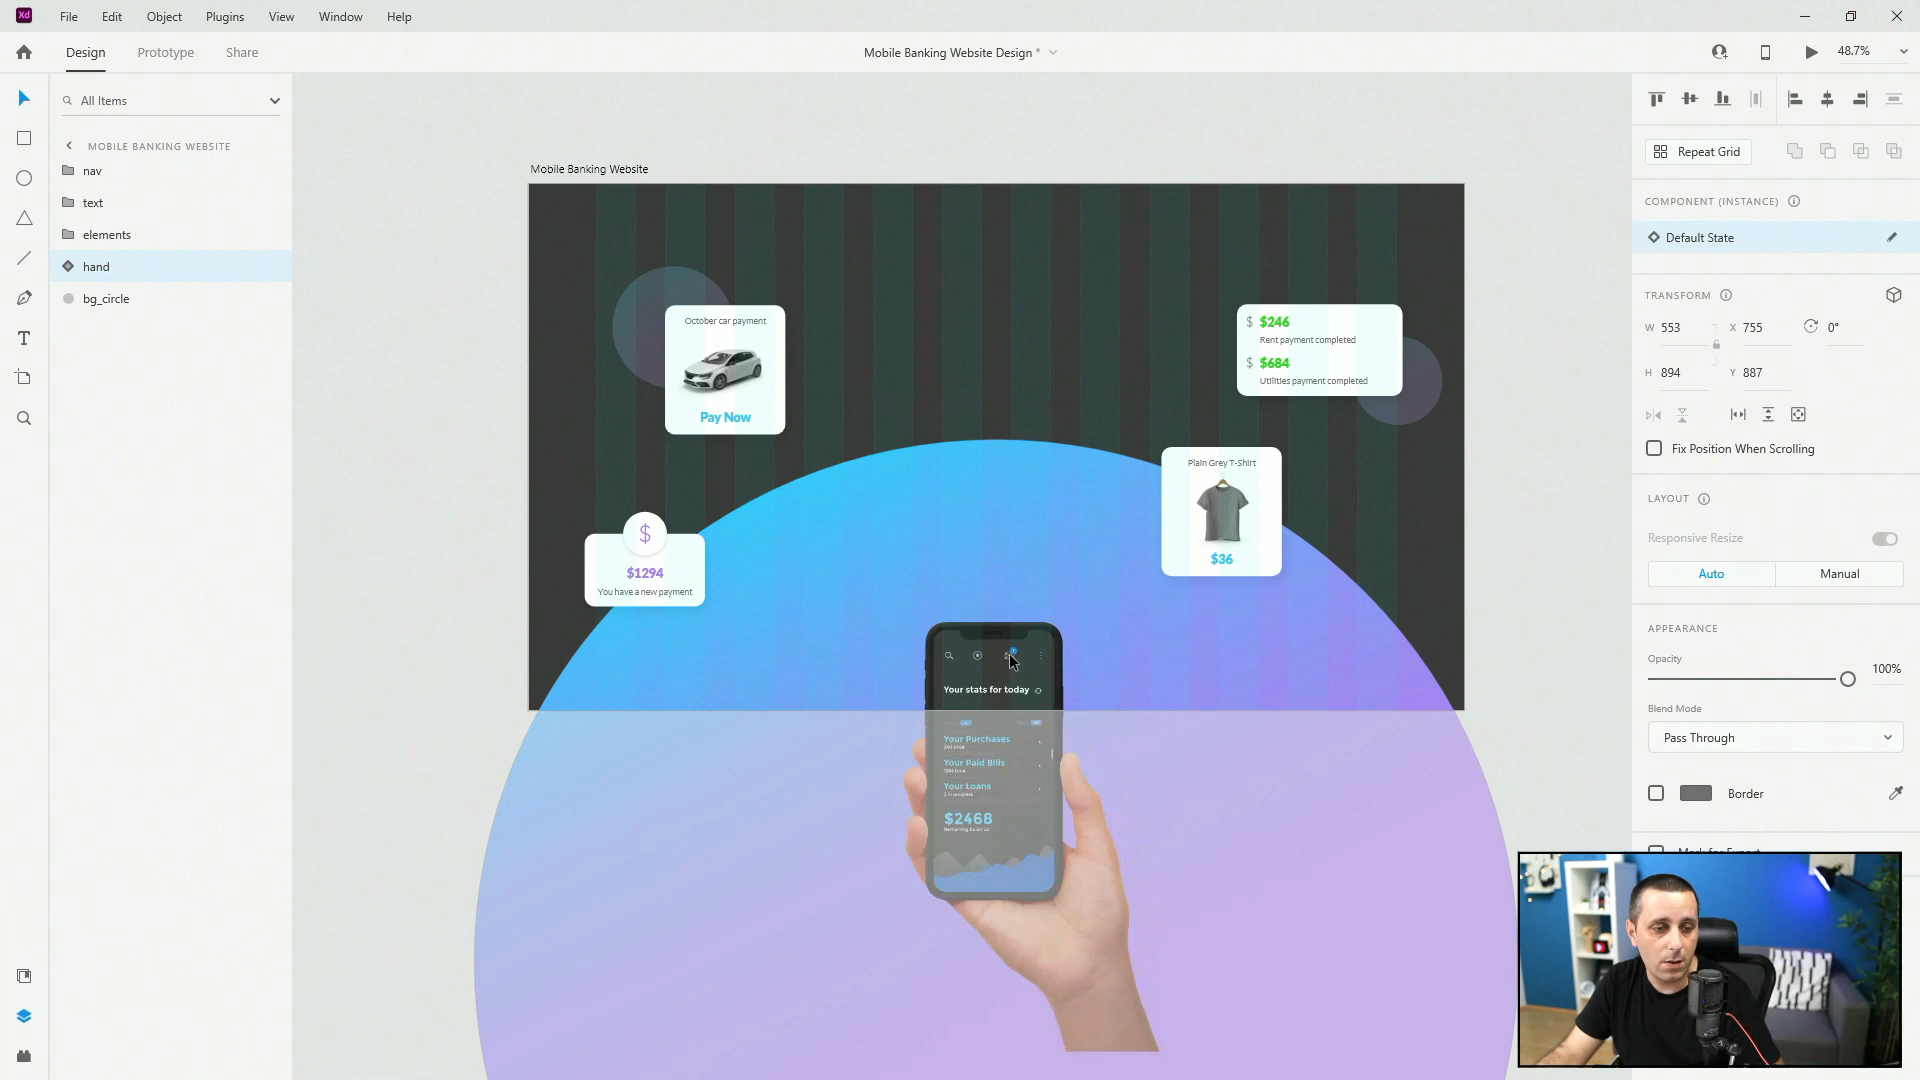 Xd
File
Edit
Object
Plugins
View
Window
Help
Design
Prototype
Share
Mobile Banking Website Design *
48.7%
All Items
MOBILE BANKING WEBSITE
nav
text
elements
hand
bg_circle
Mobile Banking Website
October car payment
Pay Now
$ $246
Rent payment completed
$ $684
Utilities payment completed
Plain Grey T-Shirt
$36
$
$1294
You have a new payment
Your stats for today
Your Purchases
Your Paid Bills
Your Loans
$2468
Repeat Grid
COMPONENT (INSTANCE)
Default State
TRANSFORM
W 553
X 755
0°
H 894
Y 887
Fix Position When Scrolling
LAYOUT
Responsive Resize
Auto
Manual
APPEARANCE
Opacity
100%
Blend Mode
Pass Through
Border
Mark for Export